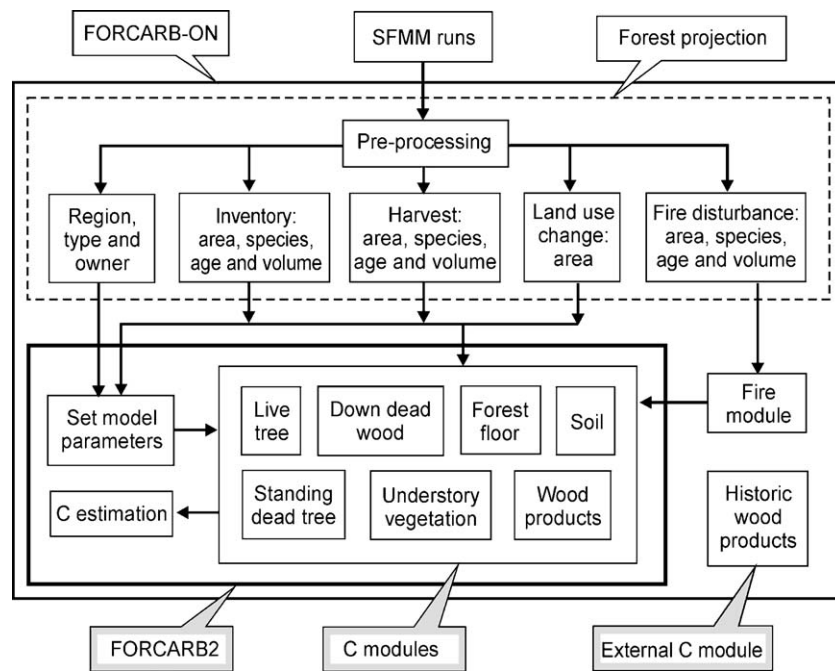 FORCARB-ON
SFMM runs
Forest projection
Pre-processing
Region,
type and
owner
Inventory:
area, species,
age and volume
Harvest:
area, species,
age and volume
Land use
change:
area
Fire disturbance:
area, species,
age and volume
Set model
parameters
Live
tree
Down dead
wood
Forest
floor
Soil
Fire
module
C estimation
Standing
dead tree
Understory
vegetation
Wood
products
Historic
wood
products
FORCARB2
C modules
External C module